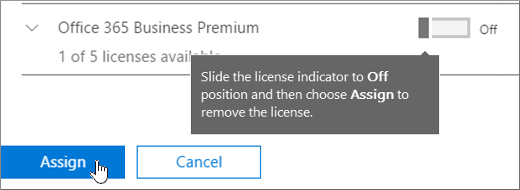 Office 365 Business Premium Off
1 of 5 licenses available
Slide the license indicator to Off
position and then choose Assign to
remove the license.
Assign Cancel